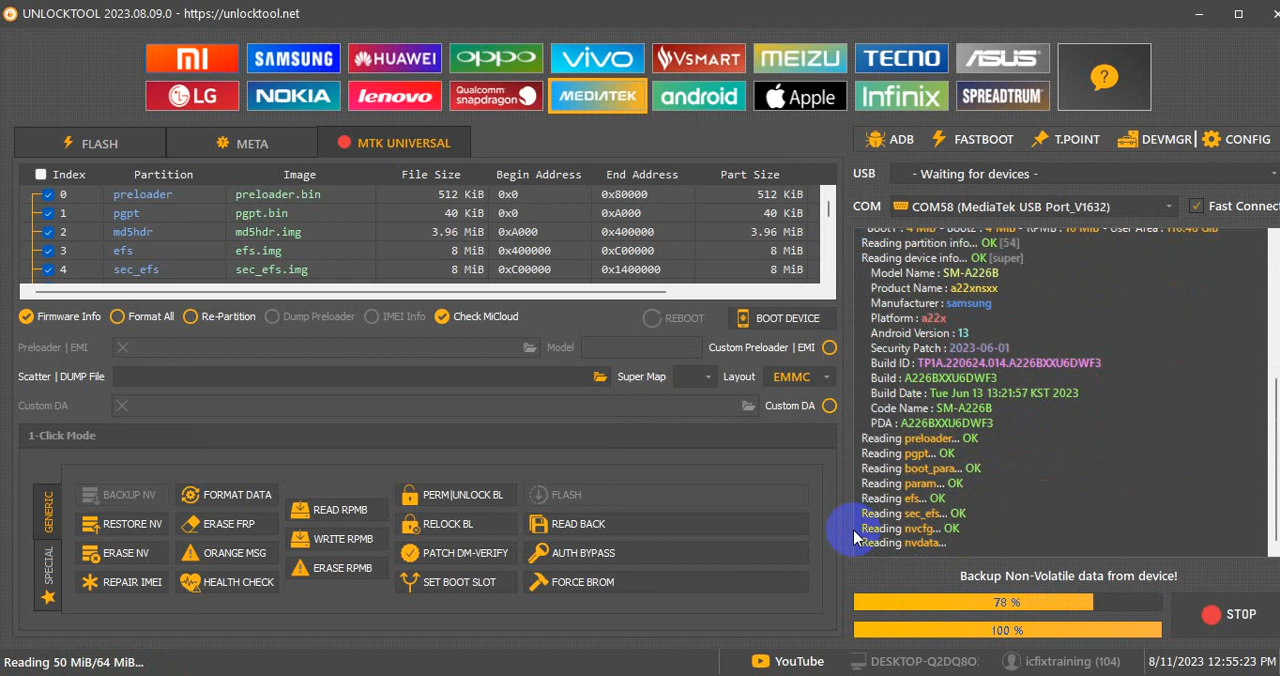 UNLOCKTOOL 2023.08.09.0 - https://unlocktool.net
mi SAMSUNG HUAWEI oppo vivo VSMART MEIZU TECNO ASUS ?
LG NOKIA lenovo Qualcomm snapdragon MEDIATEK android Apple Infinix SPREADTRUM
FLASH META MTK UNIVERSAL
ADB FASTBOOT T.POINT DEVMGR CONFIG
Index Partition Image File Size Begin Address End Address Part Size
0 preloader preloader.bin 512 KiB 0x0 0x80000 512 KiB
1 pgpt pgpt.bin 40 KiB 0x0 0xA000 40 KiB
2 md5hdr md5hdr.img 3.96 MiB 0xA000 0x400000 3.96 MiB
3 efs efs.img 8 MiB 0x400000 0xC00000 8 MiB
4 sec_efs sec_efs.img 8 MiB 0xC00000 0x1400000 8 MiB
Firmware Info Format All Re-Partition Dump Preloader IMEI Info Check MiCloud REBOOT BOOT DEVICE
Preloader | EMI Model Custom Preloader | EMI
Scatter | DUMP File Super Map Layout EMMC
Custom DA Custom DA
1-Click Mode
GENERIC
SPECIAL
BACKUP NV FORMAT DATA PERM|UNLOCK BL FLASH
READ RPMB
RESTORE NV ERASE FRP RELOCK BL READ BACK
WRITE RPMB
ERASE NV ORANGE MSG PATCH DM-VERIFY AUTH BYPASS
ERASE RPMB
REPAIR IMEI HEALTH CHECK SET BOOT SLOT FORCE BROM
USB - Waiting for devices -
COM COM58 (MediaTek USB Port_V1632) Fast Connect
Boot1 : 4 MiB - Boot2 : 4 MiB - RPMB : 16 MiB - User Area : 116.48 GiB
Reading partition info... OK [54]
Reading device info... OK [super]
Model Name : SM-A226B
Product Name : a22xnsxx
Manufacturer : samsung
Platform : a22x
Android Version : 13
Security Patch : 2023-06-01
Build ID : TP1A.220624.014.A226BXXU6DWF3
Build : A226BXXU6DWF3
Build Date : Tue Jun 13 13:21:57 KST 2023
Code Name : SM-A226B
PDA : A226BXXU6DWF3
Reading preloader... OK
Reading pgpt... OK
Reading boot_para... OK
Reading param... OK
Reading efs... OK
Reading sec_efs... OK
Reading nvcfg... OK
Reading nvdata...
Backup Non-Volatile data from device!
78 %
100 %
STOP
Reading 50 MiB/64 MiB... YouTube DESKTOP-Q2DQ8O icfixtraining (104) 8/11/2023 12:55:23 PM